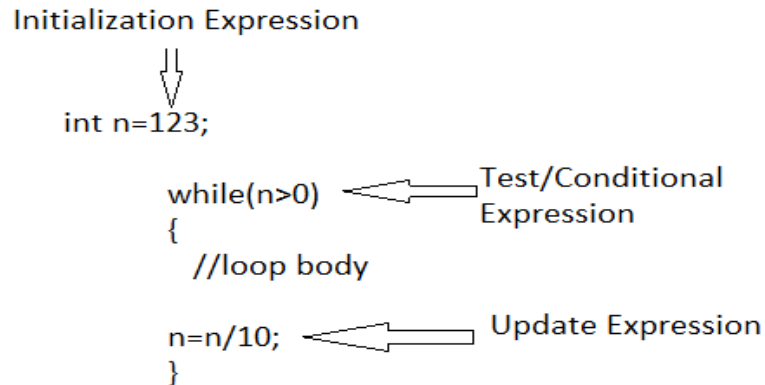 Initialization Expression
int n=123;
while(n>0)
Test/Conditional
Expression
{
//loop body
n=n/10;
Update Expression
}